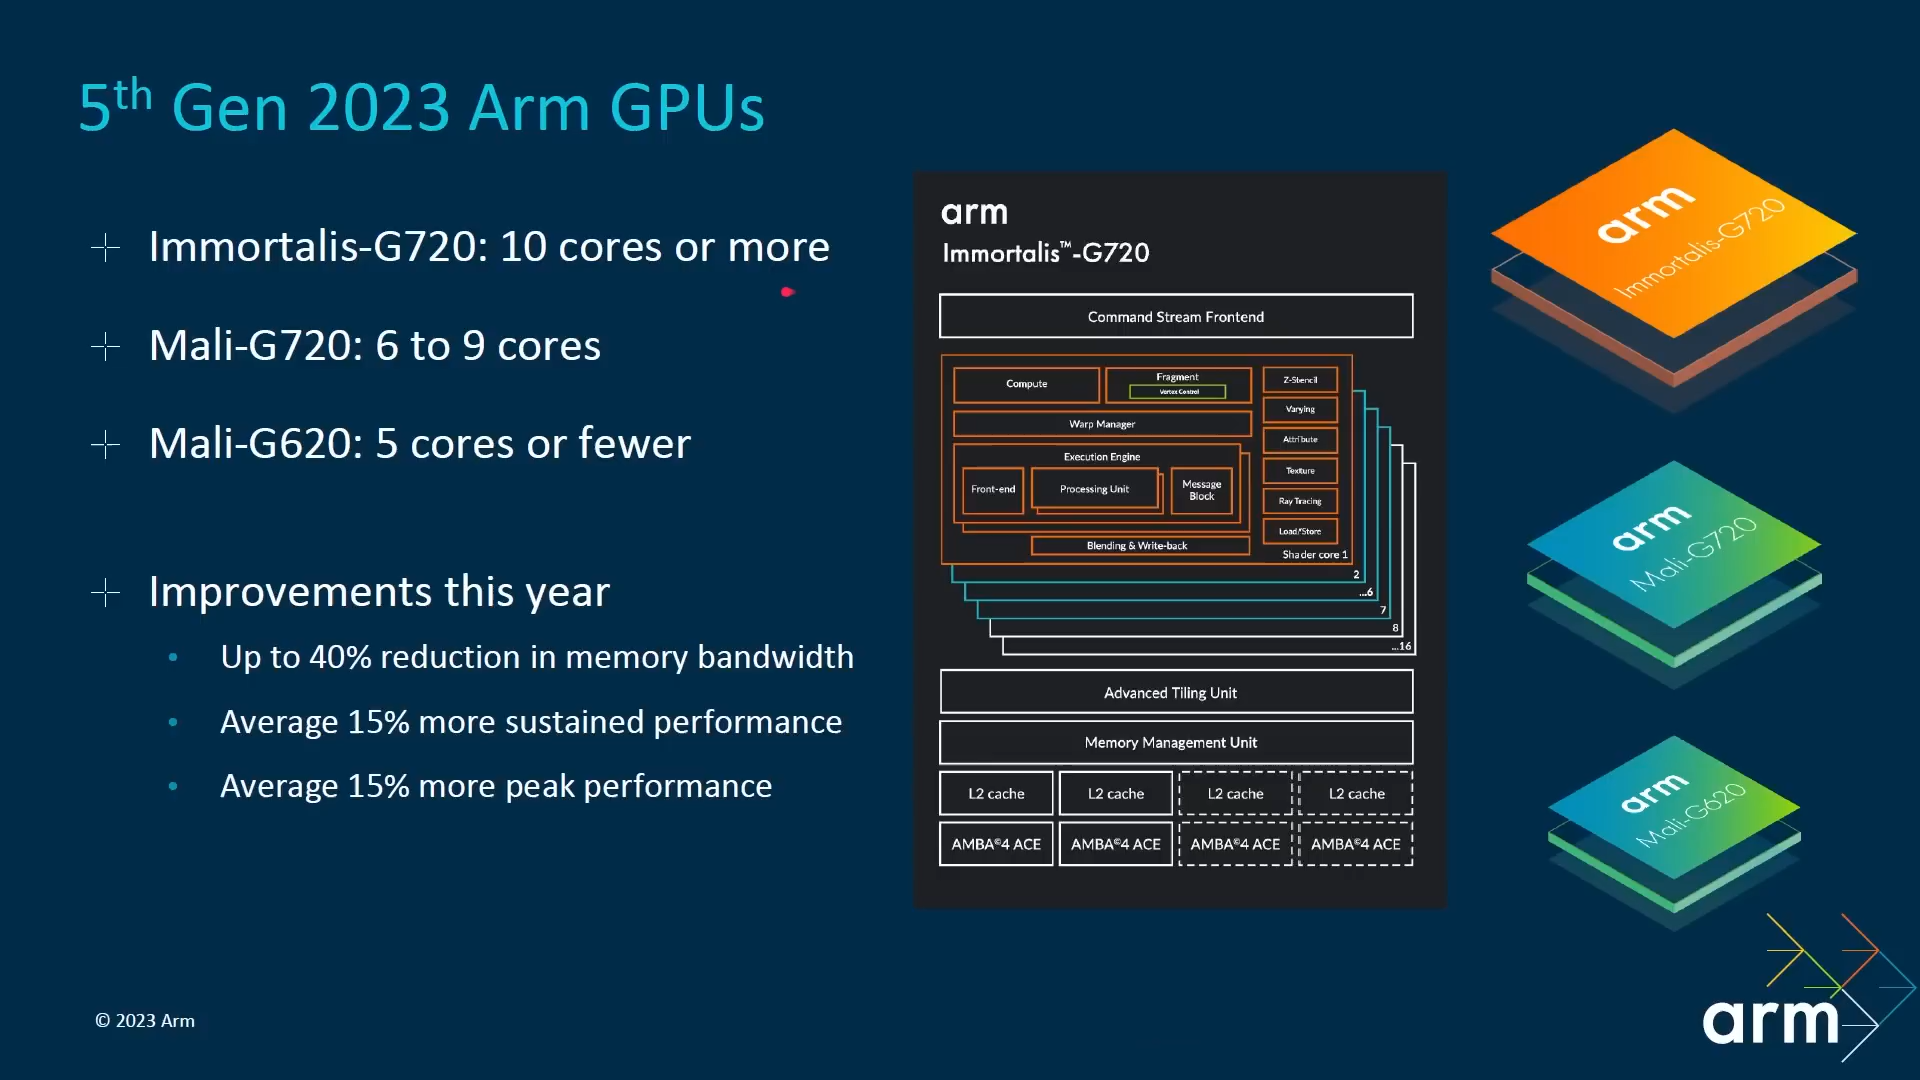 5th Gen 2023 Arm GPUs
Immortalis-G720: 10 cores or more
Mali-G720: 6 to 9 cores
Mali-G620: 5 cores or fewer
Improvements this year
Up to 40% reduction in memory bandwidth
Average 15% more sustained performance
Average 15% more peak performance
arm
Immortalis™-G720
Command Stream Frontend
Compute
Fragment
Vertex Control
Warp Manager
Execution Engine
Front-end
Processing Unit
Message
Block
Blending & Write-back
Z-Stencil
Varying
Attribute
Texture
Ray Tracing
Load/Store
Shader core 1
2
...6
7
8
...16
Advanced Tiling Unit
Memory Management Unit
L2 cache L2 cache L2 cache L2 cache
AMBA®4 ACE AMBA®4 ACE AMBA®4 ACE AMBA®4 ACE
arm
Immortalis-G720
arm
Mali-G720
arm
Mali-G620
© 2023 Arm
arm